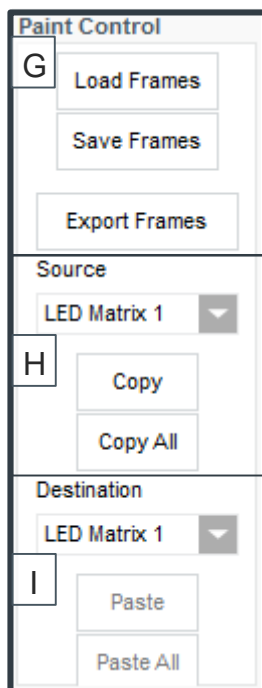 Paint Control
G
Load Frames
Save Frames
Export Frames
Source
LED Matrix 1
H
Copy
Copy All
Destination
LED Matrix 1
I
Paste
Paste All